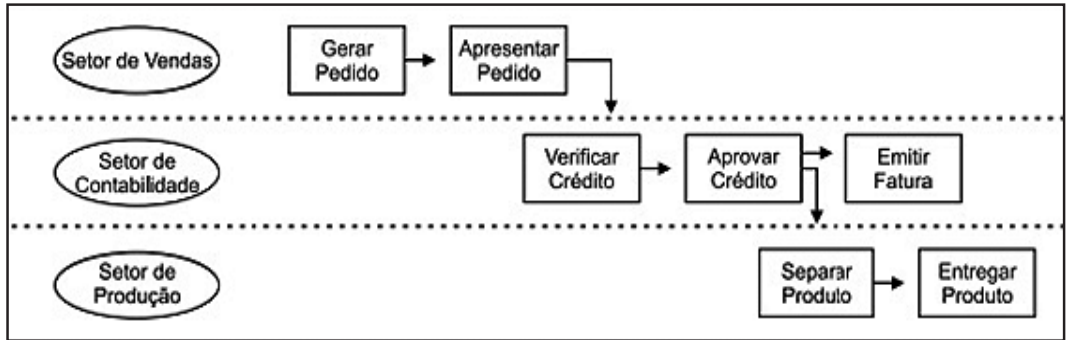 Setor de Vendas
Gerar
Pedido
Apresentar
Pedido
Setor de
Contabilidade
Verificar
Crédito
Aprovar
Crédito
Emitir
Fatura
Setor de
Produção
Separar
Produto
Entregar
Produto